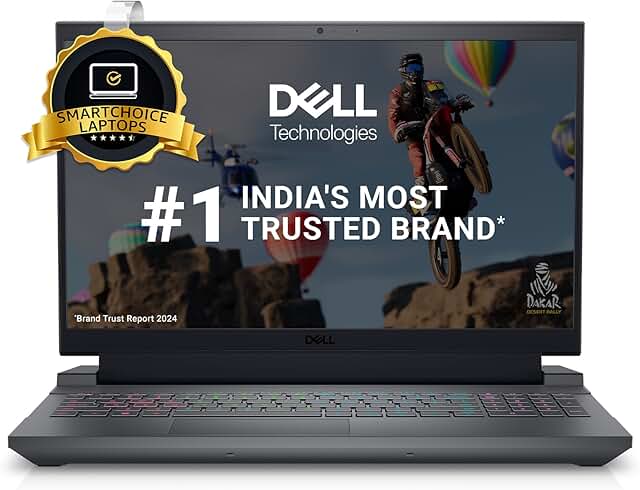 SMARTCHOICE
LAPTOPS
DELL
Technologies
#1 INDIA'S MOST
TRUSTED BRAND*
*Brand Trust Report 2024
DAKAR
DESERT RALLY
DELL